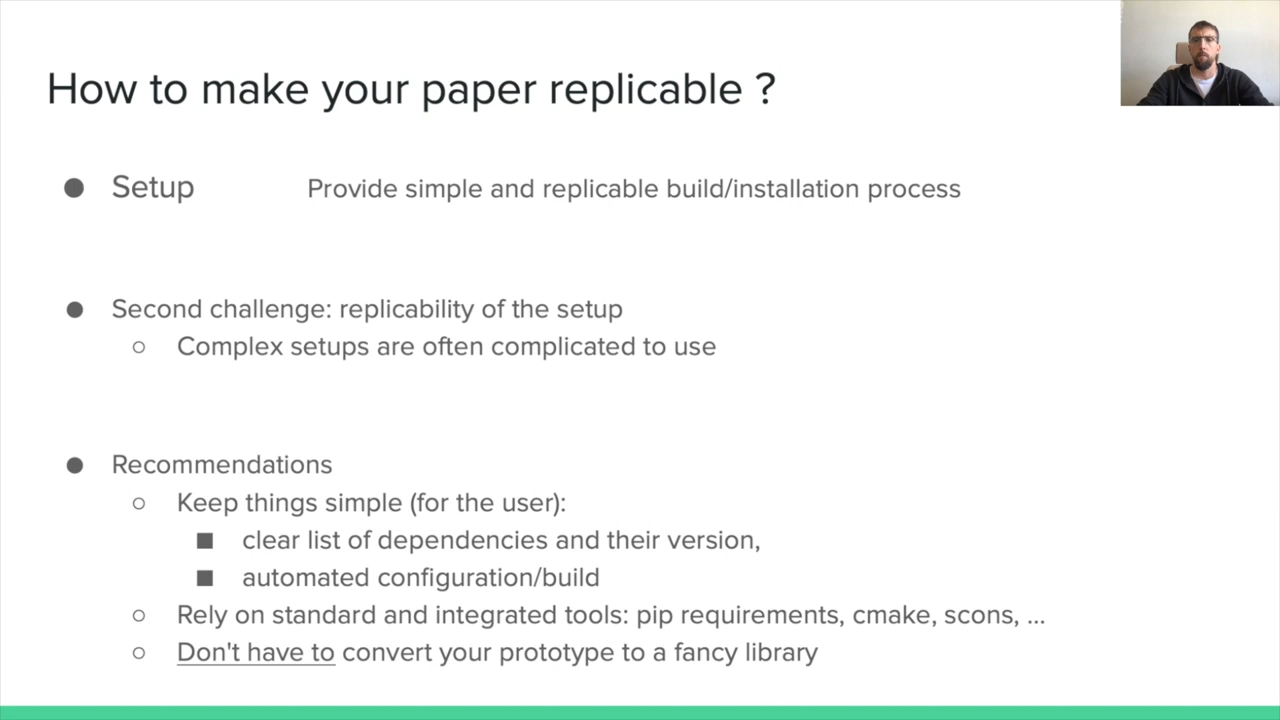 How to make your paper replicable ?
Setup Provide simple and replicable build/installation process
Second challenge: replicability of the setup
Complex setups are often complicated to use
Recommendations
Keep things simple (for the user):
clear list of dependencies and their version,
automated configuration/build
Rely on standard and integrated tools: pip requirements, cmake, scons, ...
Don't have to convert your prototype to a fancy library